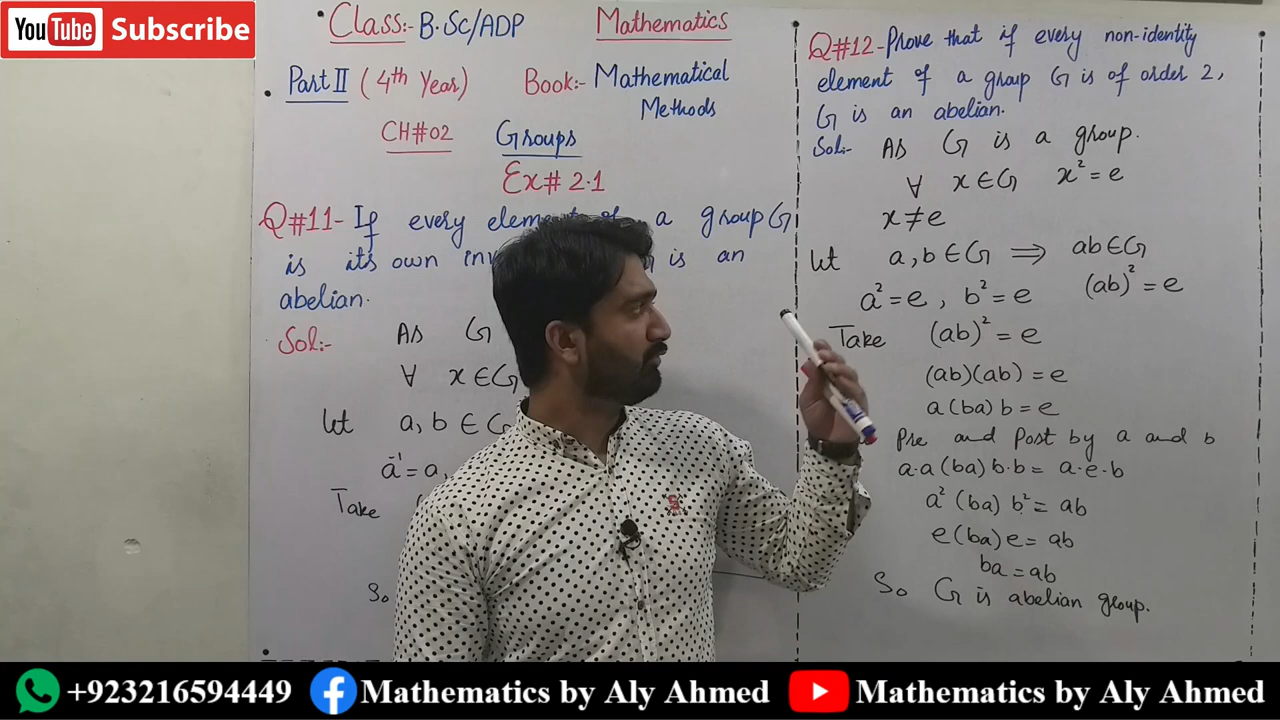 YouTube Subscribe
Class:- B.Sc/ADP Mathematics
Part II (4th Year) Book:- Mathematical
Methods
CH#02 Groups
Ex# 2.1
Q#11- If every element of a group G
is its own is an
abelian.
Sol:- As G
∀ x ∈ G
Let a, b ∈ G
a⁻¹ = a,
Take
So
Q#12- Prove that if every non-identity
element of a group G is of order 2,
G is an abelian.
Sol:- As G is a group.
∀ x ∈ G x² = e
x ≠ e
Let a, b ∈ G ⟹ ab ∈ G
a² = e, b² = e (ab)² = e
Take (ab)² = e
(ab)(ab) = e
a(ba)b = e
Pre and Post by a and b
a.a(ba)b.b = a.e.b
a²(ba)b² = ab
e(ba)e = ab
ba = ab
So G is abelian group.
+923216594449 Mathematics by Aly Ahmed Mathematics by Aly Ahmed